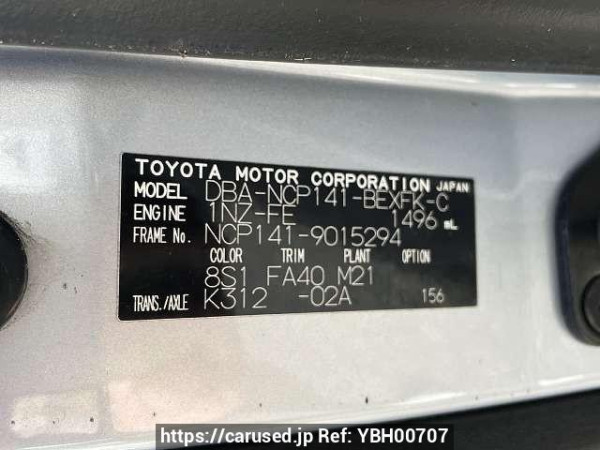 TOYOTA MOTOR CORPORATION JAPAN
MODEL DBA-NCP141-BEXFK-C
ENGINE 1NZ-FE 1496 mL
FRAME No. NCP141-9015294
COLOR TRIM PLANT OPTION
8S1 FA40 M21
TRANS./AXLE K312 -02A 156
https://carused.jp Ref: YBH00707